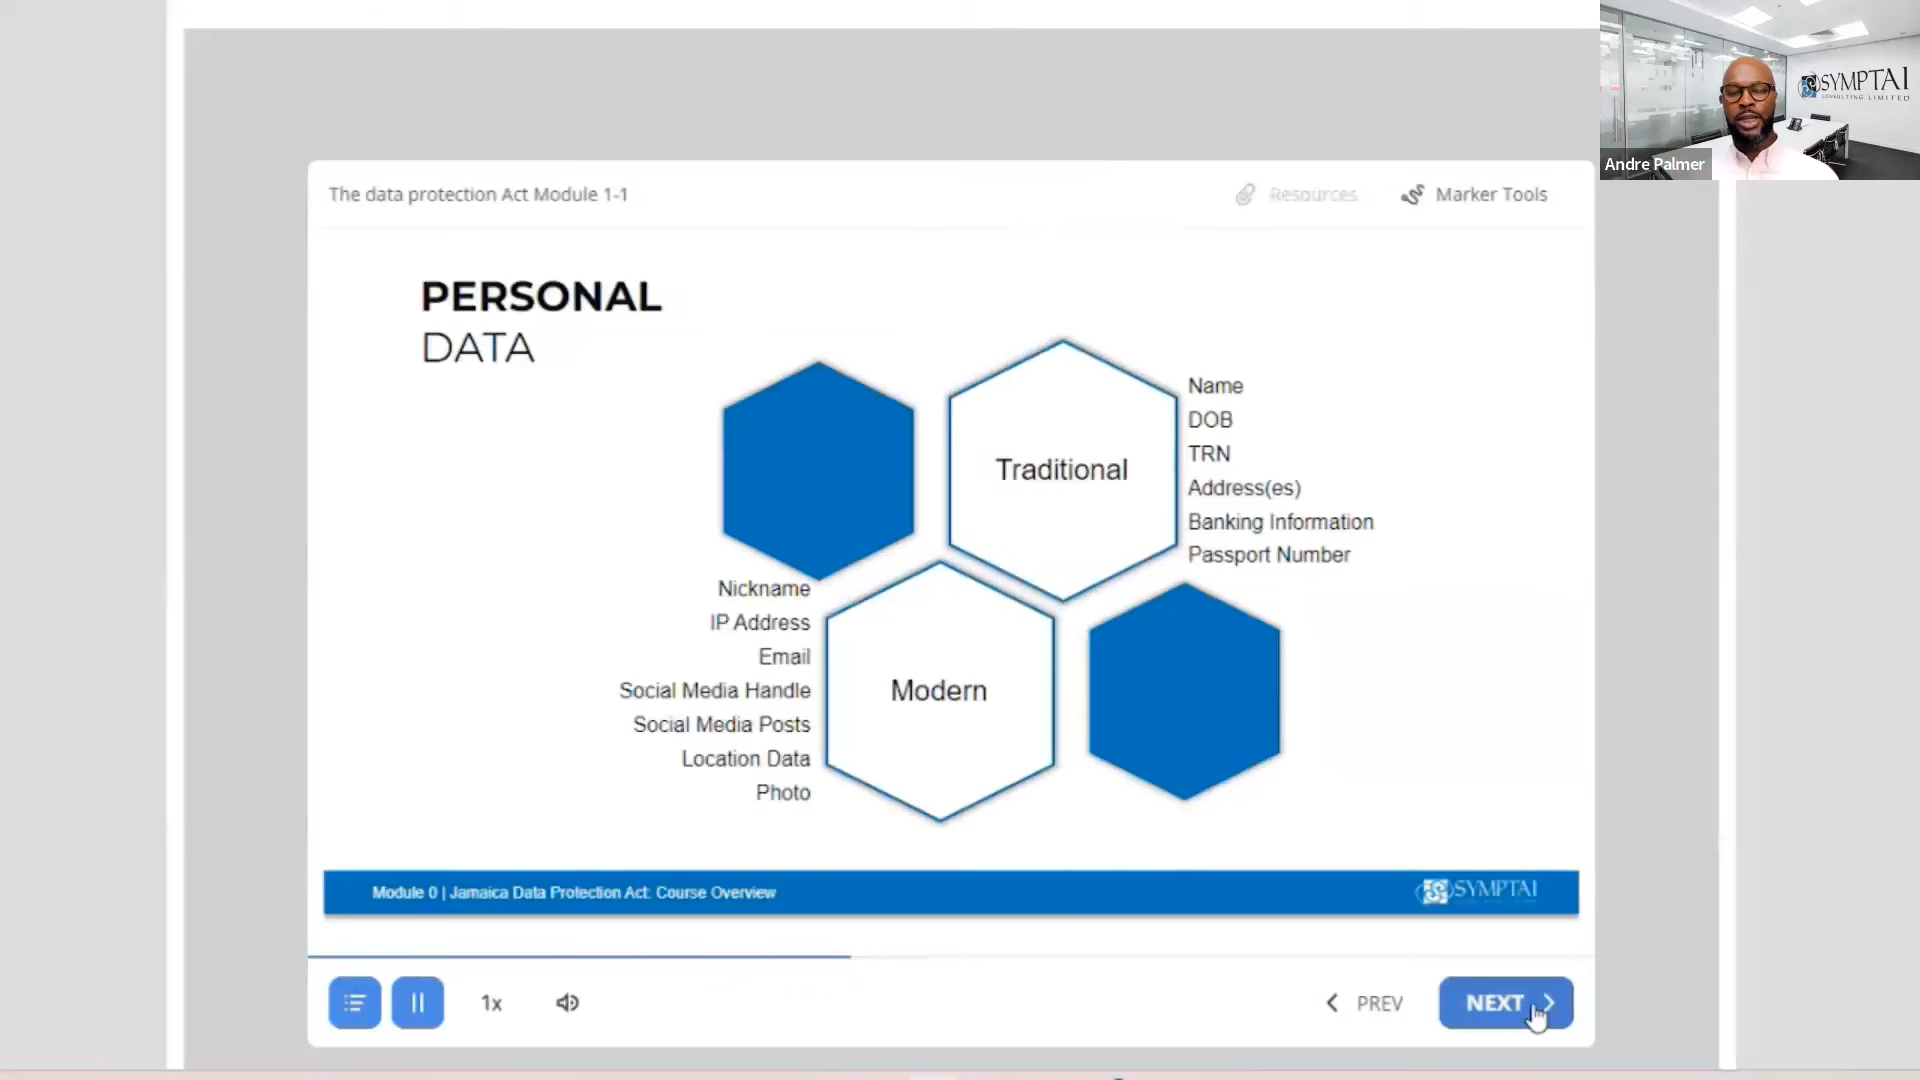 SYMPTAI
CONSULTING LIMITED
Andre Palmer
The data protection Act Module 1-1
Resources
Marker Tools
PERSONAL
DATA
Traditional
Name
DOB
TRN
Address(es)
Banking Information
Passport Number
Nickname
IP Address
Email
Social Media Handle
Social Media Posts
Location Data
Photo
Modern
Module 0 | Jamaica Data Protection Act: Course Overview
SYMPTAI
1x
PREV
NEXT